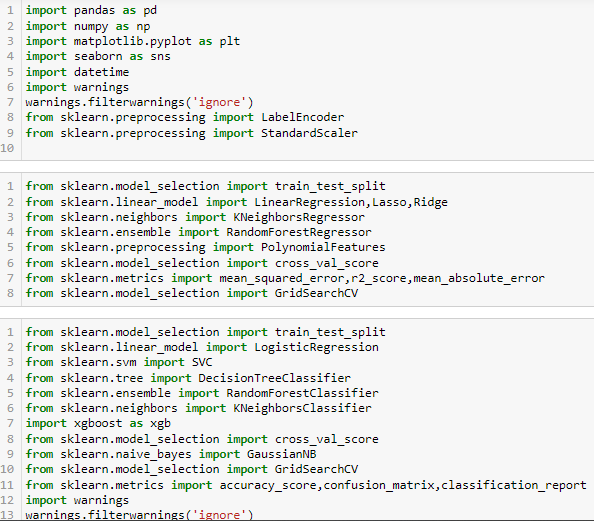 1 import pandas as pd
2 import numpy as np
3 import matplotlib.pyplot as plt
4 import seaborn as sns
5 import datetime
6 import warnings
7 warnings.filterwarnings('ignore')
8 from sklearn.preprocessing import LabelEncoder
9 from sklearn.preprocessing import StandardScaler
10
1 from sklearn.model_selection import train_test_split
2 from sklearn.linear_model import LinearRegression,Lasso,Ridge
3 from sklearn.neighbors import KNeighborsRegressor
4 from sklearn.ensemble import RandomForestRegressor
5 from sklearn.preprocessing import PolynomialFeatures
6 from sklearn.model_selection import cross_val_score
7 from sklearn.metrics import mean_squared_error,r2_score,mean_absolute_error
8 from sklearn.model_selection import GridSearchCV
1 from sklearn.model_selection import train_test_split
2 from sklearn.linear_model import LogisticRegression
3 from sklearn.svm import SVC
4 from sklearn.tree import DecisionTreeClassifier
5 from sklearn.ensemble import RandomForestClassifier
6 from sklearn.neighbors import KNeighborsClassifier
7 import xgboost as xgb
8 from sklearn.model_selection import cross_val_score
9 from sklearn.naive_bayes import GaussianNB
10 from sklearn.model_selection import GridSearchCV
11 from sklearn.metrics import accuracy_score,confusion_matrix,classification_report
12 import warnings
13 warnings.filterwarnings('ignore')